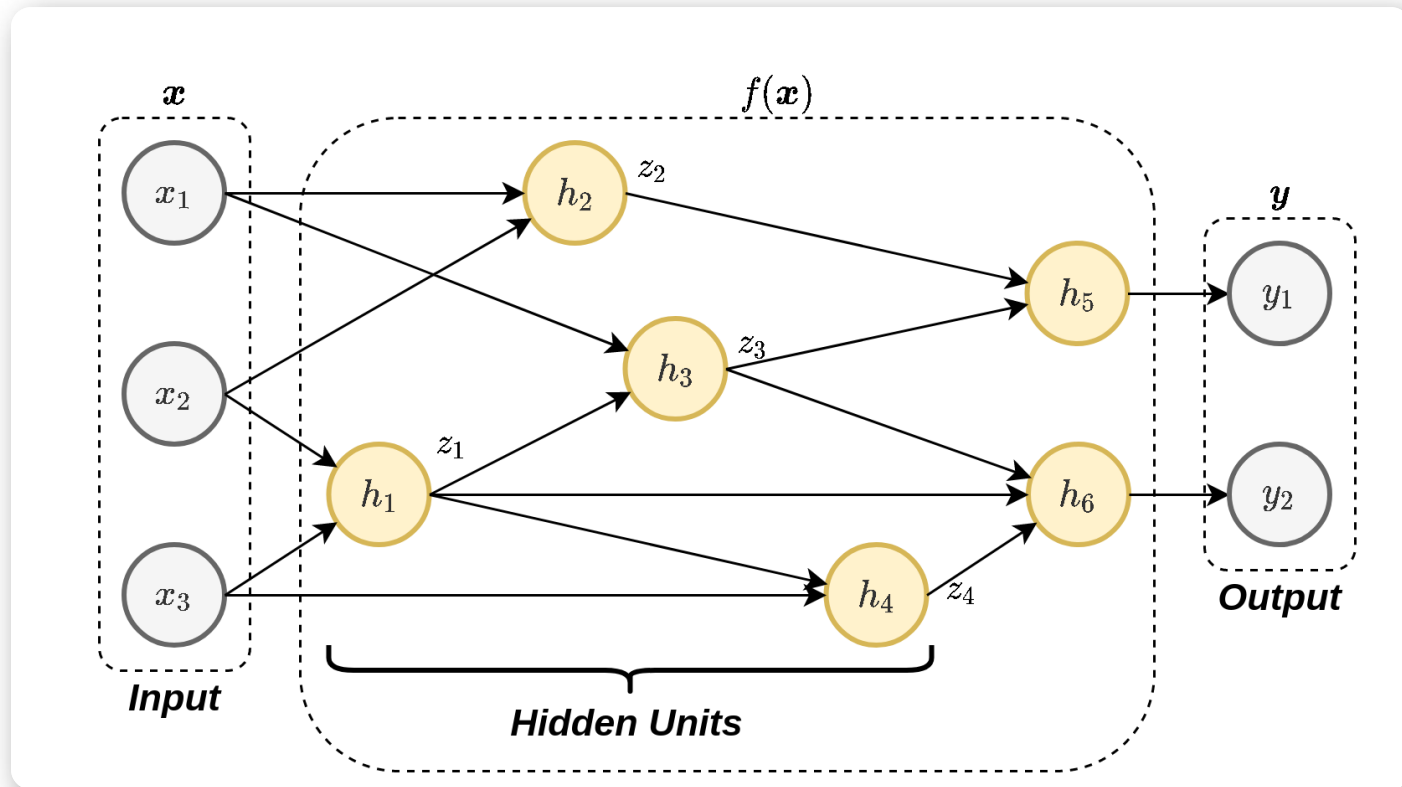 x
f(x)
x₁
h₂
z₂
y
h₅
y₁
z₃
h₃
x₂
z₁
h₁
h₆
y₂
x₃
h₄
z₄
Output
Input
Hidden Units